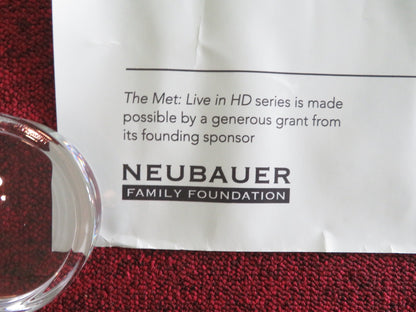 The Met: Live in HD series is made
possible by a generous grant from
its founding sponsor
NEUBAUER
FAMILY FOUNDATION